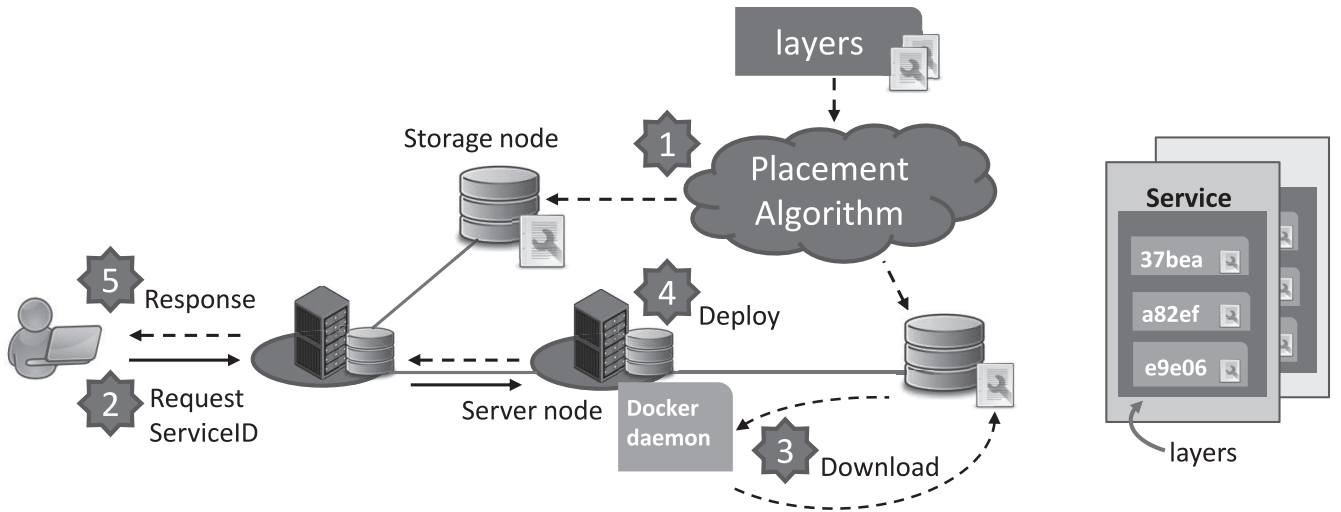 layers
Storage node
1
Placement
Algorithm
5
Response
4
Deploy
2
Request
ServiceID
Server node
Docker
daemon
3
Download
Service
37bea
a82ef
e9e06
layers